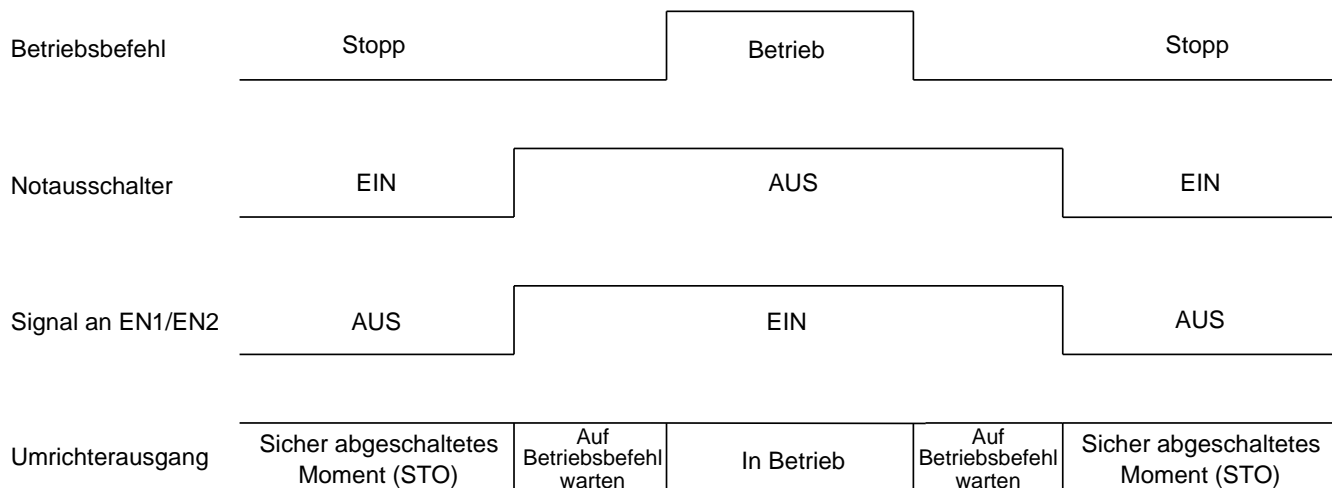 Betriebsbefehl
Stopp
Betrieb
Stopp
Notausschalter
EIN
AUS
EIN
Signal an EN1/EN2
AUS
EIN
AUS
Umrichterausgang
Sicher abgeschaltetes
Moment (STO)
Auf
Betriebsbefehl
warten
In Betrieb
Auf
Betriebsbefehl
warten
Sicher abgeschaltetes
Moment (STO)